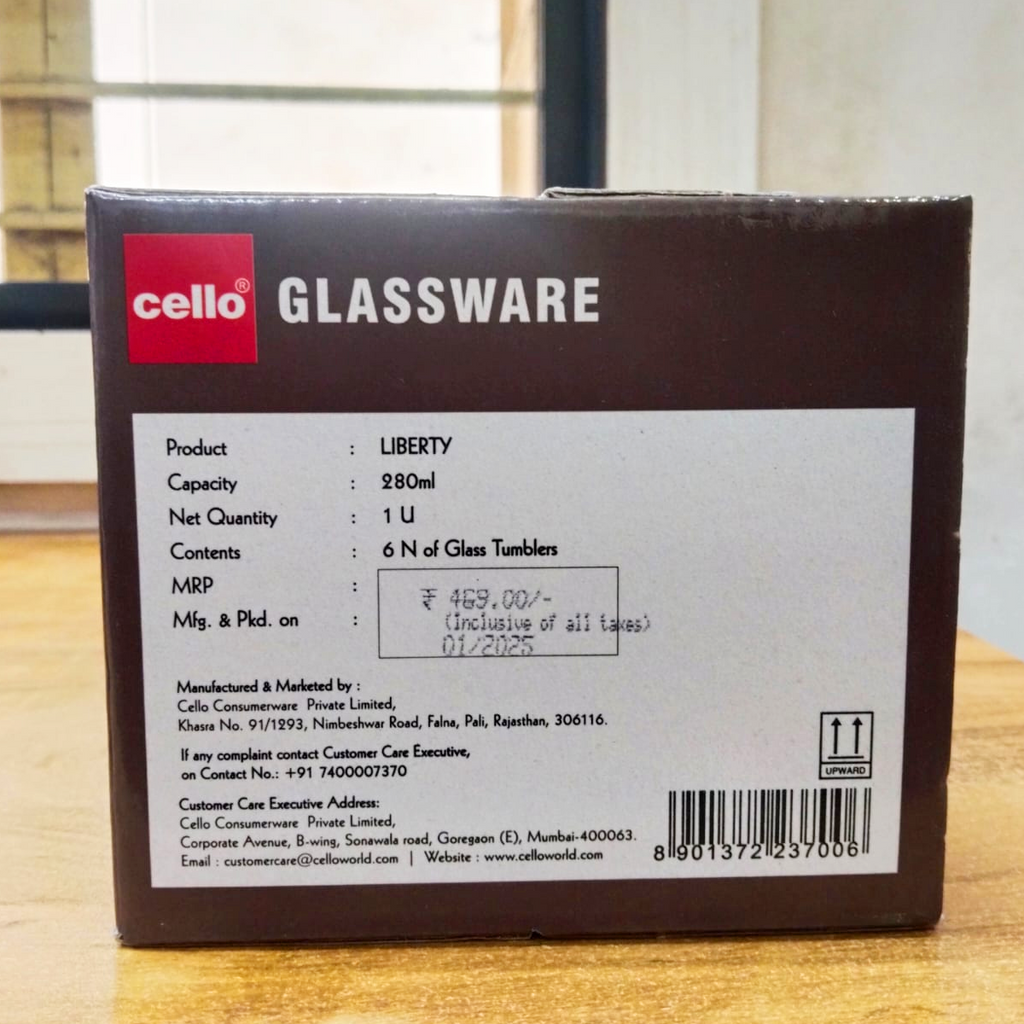 cello®
GLASSWARE
Product : LIBERTY
Capacity : 280ml
Net Quantity : 1 U
Contents : 6 N of Glass Tumblers
MRP : ₹ 469.00/-
(Inclusive of all taxes)
Mfg. & Pkd. on : 01/2025
Manufactured & Marketed by :
Cello Consumerware Private Limited,
Khasra No. 91/1293, Nimbeshwar Road, Falna, Pali, Rajasthan, 306116.
If any complaint contact Customer Care Executive,
on Contact No.: +91 7400007370
UPWARD
Customer Care Executive Address:
Cello Consumerware Private Limited,
Corporate Avenue, B-wing, Sonawala road, Goregaon (E), Mumbai-400063.
Email : customercare@celloworld.com | Website : www.celloworld.com
8 901372 237006